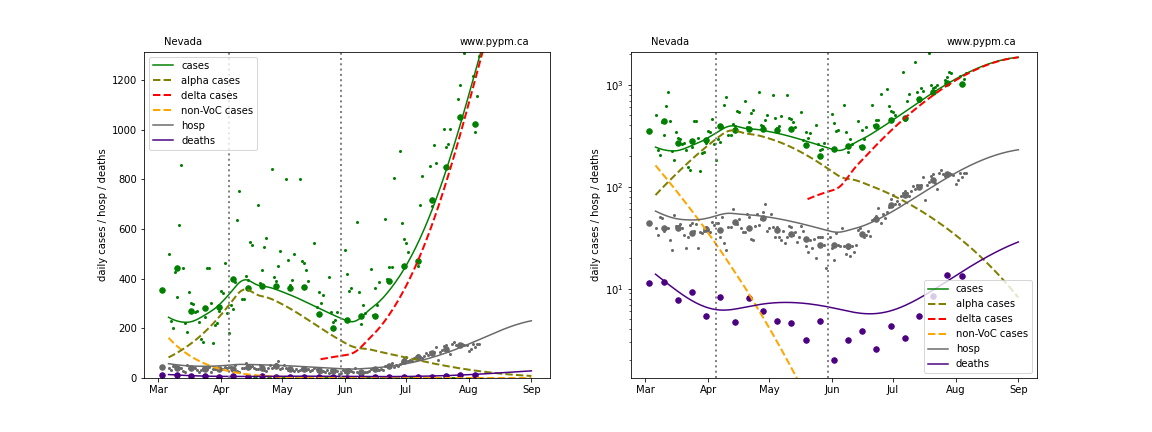 Nevada www.pypm.ca
1200
1000
800
600
400
200
0
daily cases / hosp / deaths
cases
alpha cases
delta cases
non-VoC cases
hosp
deaths
Mar Apr May Jun Jul Aug Sep
Nevada www.pypm.ca
10³
10²
10¹
daily cases / hosp / deaths
cases
alpha cases
delta cases
non-VoC cases
hosp
deaths
Mar Apr May Jun Jul Aug Sep